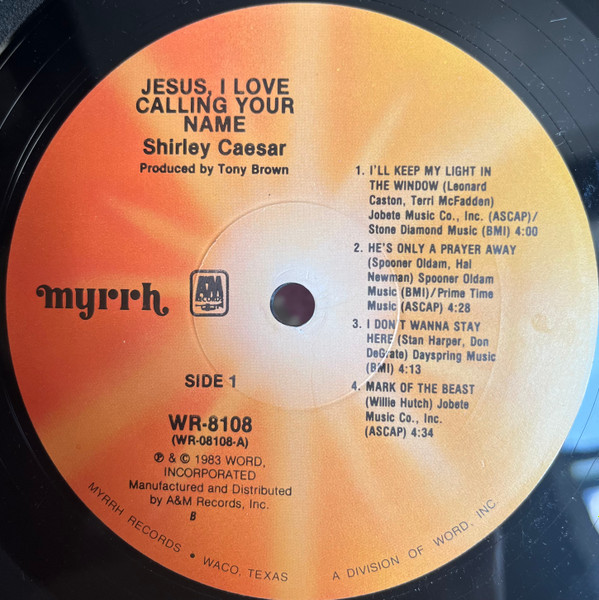 JESUS, I LOVE
CALLING YOUR
NAME
Shirley Caesar
Produced by Tony Brown
myrrh
A&M
RECORDS
SIDE 1
WR-8108
(WR-08108-A)
℗ & © 1983 WORD,
INCORPORATED
Manufactured and Distributed
by A&M Records, Inc.
B
1. I'LL KEEP MY LIGHT IN
THE WINDOW (Leonard
Caston, Terri McFadden)
Jobete Music Co., Inc. (ASCAP)/
Stone Diamond Music (BMI) 4:00
2. HE'S ONLY A PRAYER AWAY
(Spooner Oldam, Hal
Newman) Spooner Oldam
Music (BMI)/Prime Time
Music (ASCAP) 4:28
3. I DON'T WANNA STAY
HERE (Stan Harper, Don
DeGrate) Dayspring Music
(BMI) 4:13
4. MARK OF THE BEAST
(Willie Hutch) Jobete
Music Co., Inc.
(ASCAP) 4:34
MYRRH RECORDS • WACO, TEXAS A DIVISION OF WORD, INC.